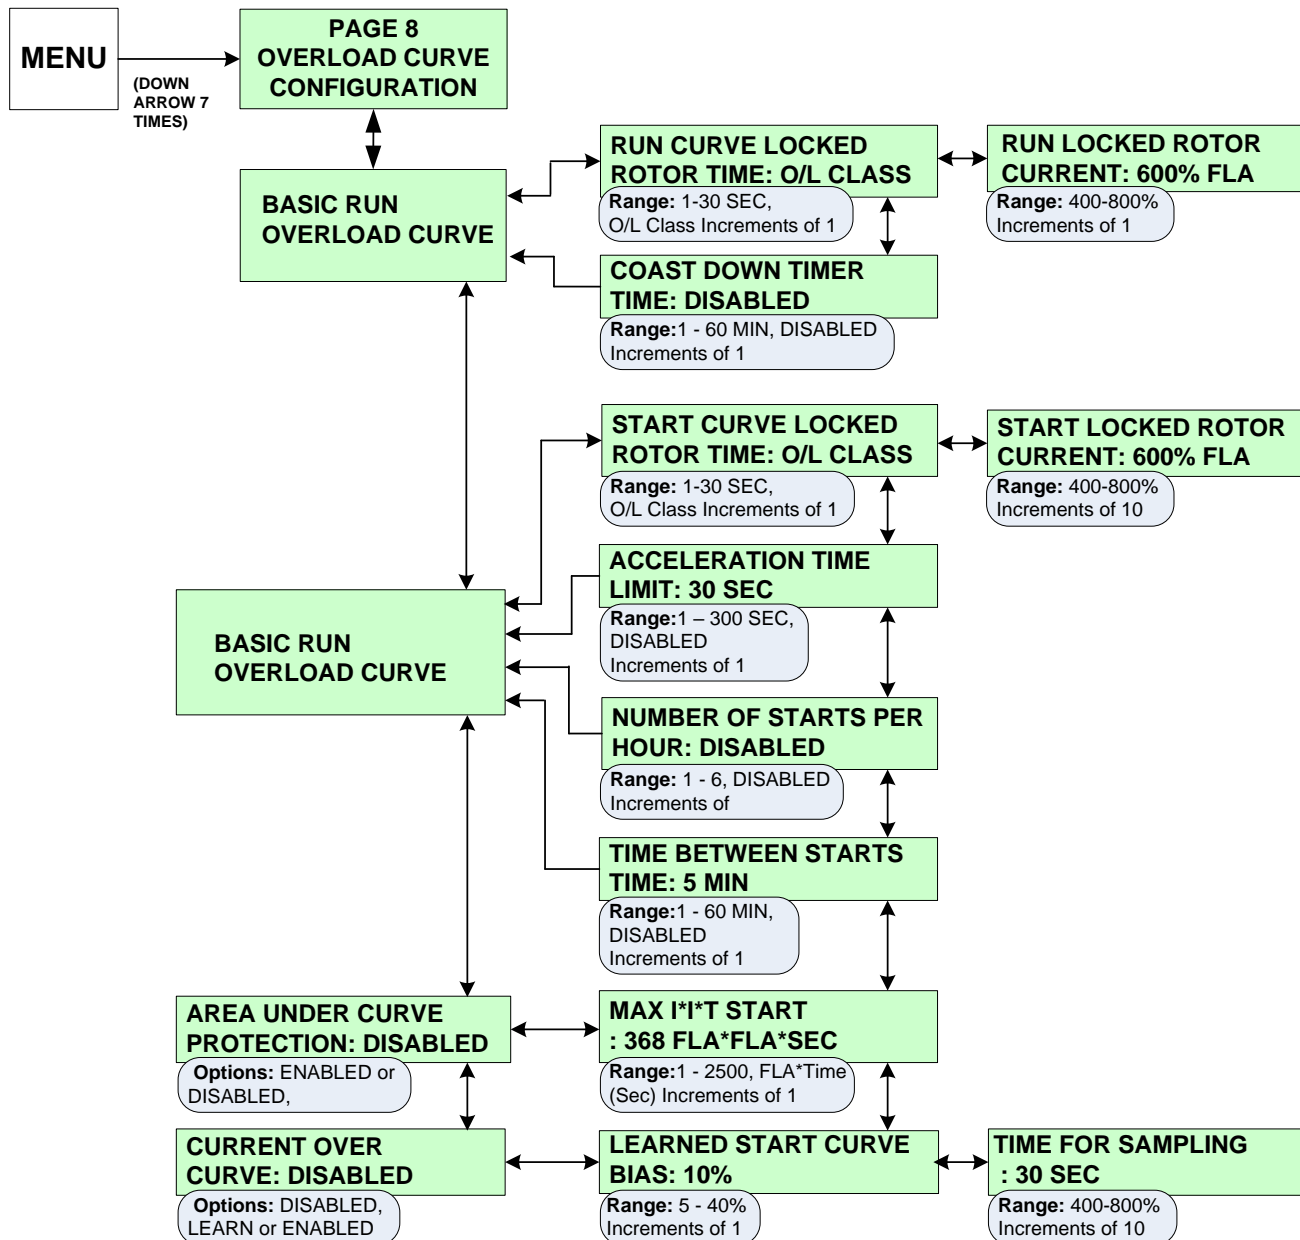 MENU
(DOWN
ARROW 7
TIMES)
PAGE 8
OVERLOAD CURVE
CONFIGURATION
BASIC RUN
OVERLOAD CURVE
RUN CURVE LOCKED
ROTOR TIME: O/L CLASS
Range: 1-30 SEC,
O/L Class Increments of 1
RUN LOCKED ROTOR
CURRENT: 600% FLA
Range: 400-800%
Increments of 1
COAST DOWN TIMER
TIME: DISABLED
Range:1 - 60 MIN, DISABLED
Increments of 1
START CURVE LOCKED
ROTOR TIME: O/L CLASS
Range: 1-30 SEC,
O/L Class Increments of 1
START LOCKED ROTOR
CURRENT: 600% FLA
Range: 400-800%
Increments of 10
ACCELERATION TIME
LIMIT: 30 SEC
Range:1 – 300 SEC,
DISABLED
Increments of 1
BASIC RUN
OVERLOAD CURVE
NUMBER OF STARTS PER
HOUR: DISABLED
Range: 1 - 6, DISABLED
Increments of
TIME BETWEEN STARTS
TIME: 5 MIN
Range:1 - 60 MIN,
DISABLED
Increments of 1
AREA UNDER CURVE
PROTECTION: DISABLED
Options: ENABLED or
DISABLED,
MAX I*I*T START
: 368 FLA*FLA*SEC
Range:1 - 2500, FLA*Time
(Sec) Increments of 1
CURRENT OVER
CURVE: DISABLED
Options: DISABLED,
LEARN or ENABLED
LEARNED START CURVE
BIAS: 10%
Range: 5 - 40%
Increments of 1
TIME FOR SAMPLING
: 30 SEC
Range: 400-800%
Increments of 10